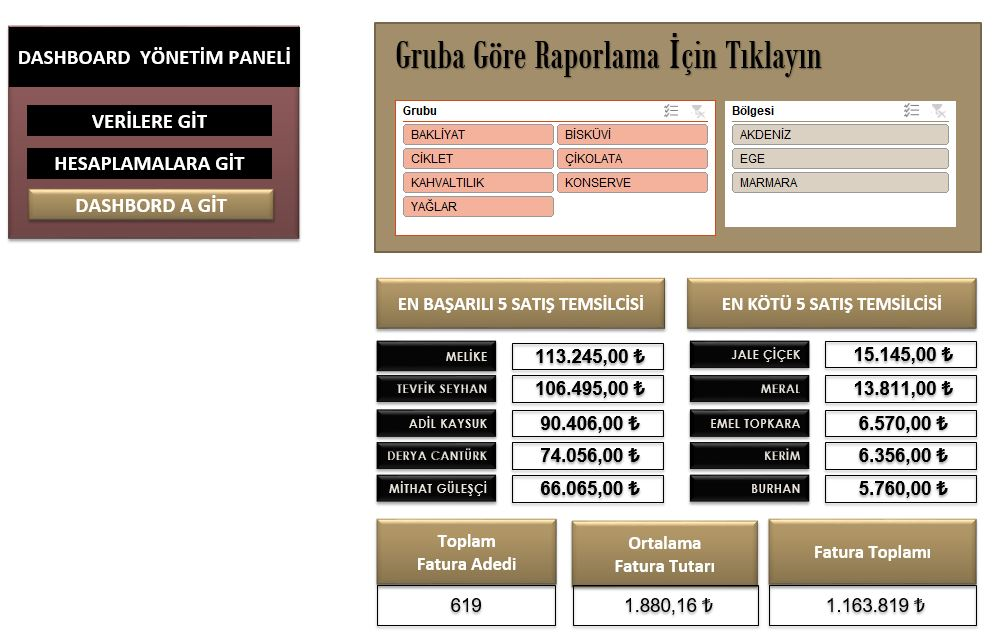 DASHBOARD YÖNETİM PANELİ
VERİLERE GİT
HESAPLAMALARA GİT
DASHBORD A GİT
Gruba Göre Raporlama İçin Tıklayın
Grubu
BAKLİYAT BİSKÜVİ
CİKLET ÇİKOLATA
KAHVALTILIK KONSERVE
YAĞLAR
Bölgesi
AKDENİZ
EGE
MARMARA
EN BAŞARILI 5 SATIŞ TEMSİLCİSİ
MELİKE 113.245,00 ₺
TEVFİK SEYHAN 106.495,00 ₺
ADİL KAYSUK 90.406,00 ₺
DERYA CANTÜRK 74.056,00 ₺
MİTHAT GÜLEŞÇİ 66.065,00 ₺
EN KÖTÜ 5 SATIŞ TEMSİLCİSİ
JALE ÇİÇEK 15.145,00 ₺
MERAL 13.811,00 ₺
EMEL TOPKARA 6.570,00 ₺
KERİM 6.356,00 ₺
BURHAN 5.760,00 ₺
Toplam
Fatura Adedi
619
Ortalama
Fatura Tutarı
1.880,16 ₺
Fatura Toplamı
1.163.819 ₺